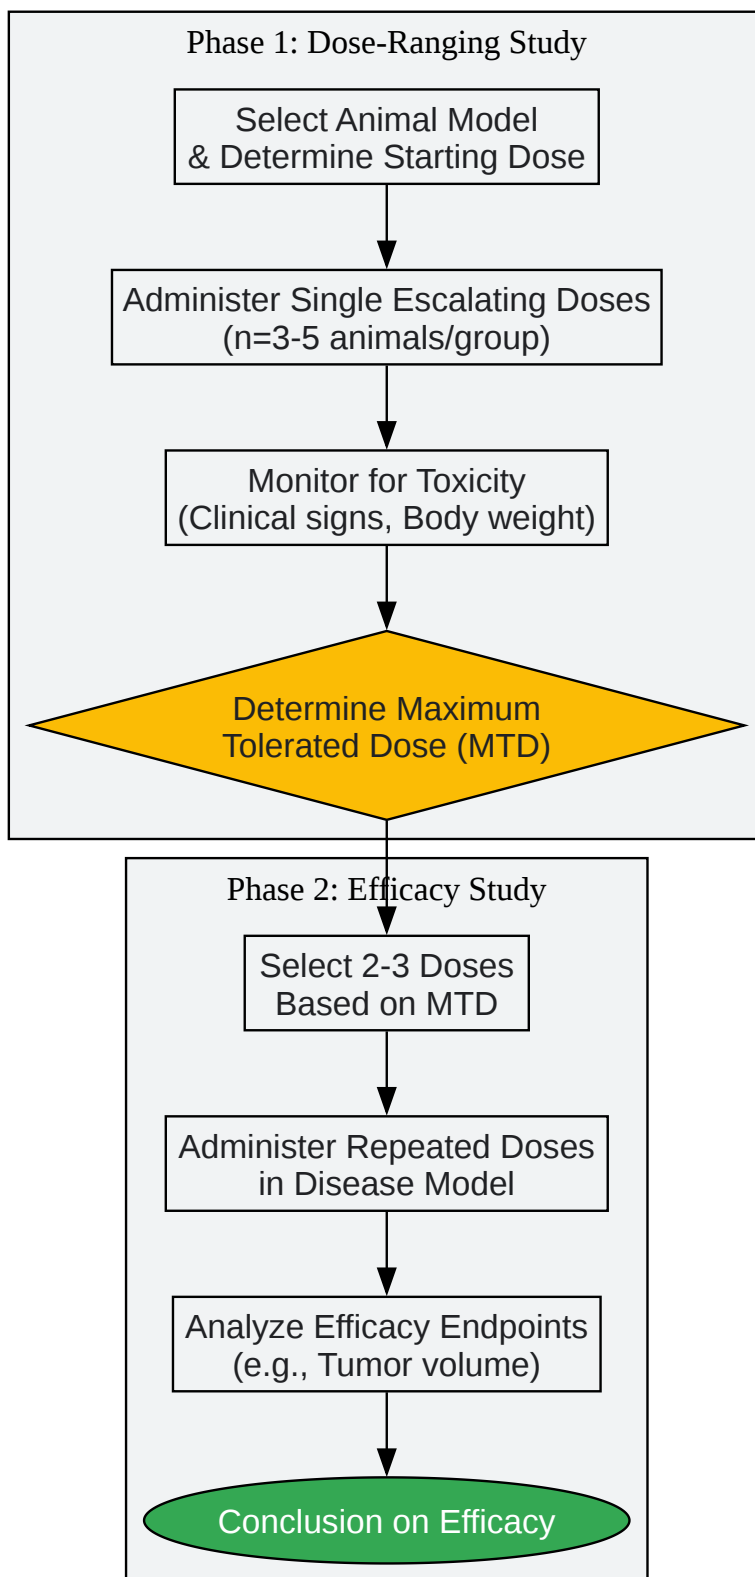 Phase 1: Dose-Ranging Study
Select Animal Model
& Determine Starting Dose
Administer Single Escalating Doses
(n=3-5 animals/group)
Monitor for Toxicity
(Clinical signs, Body weight)
Determine Maximum
Tolerated Dose (MTD)
Phase 2: Efficacy Study
Select 2-3 Doses
Based on MTD
Administer Repeated Doses
in Disease Model
Analyze Efficacy Endpoints
(e.g., Tumor volume)
Conclusion on Efficacy